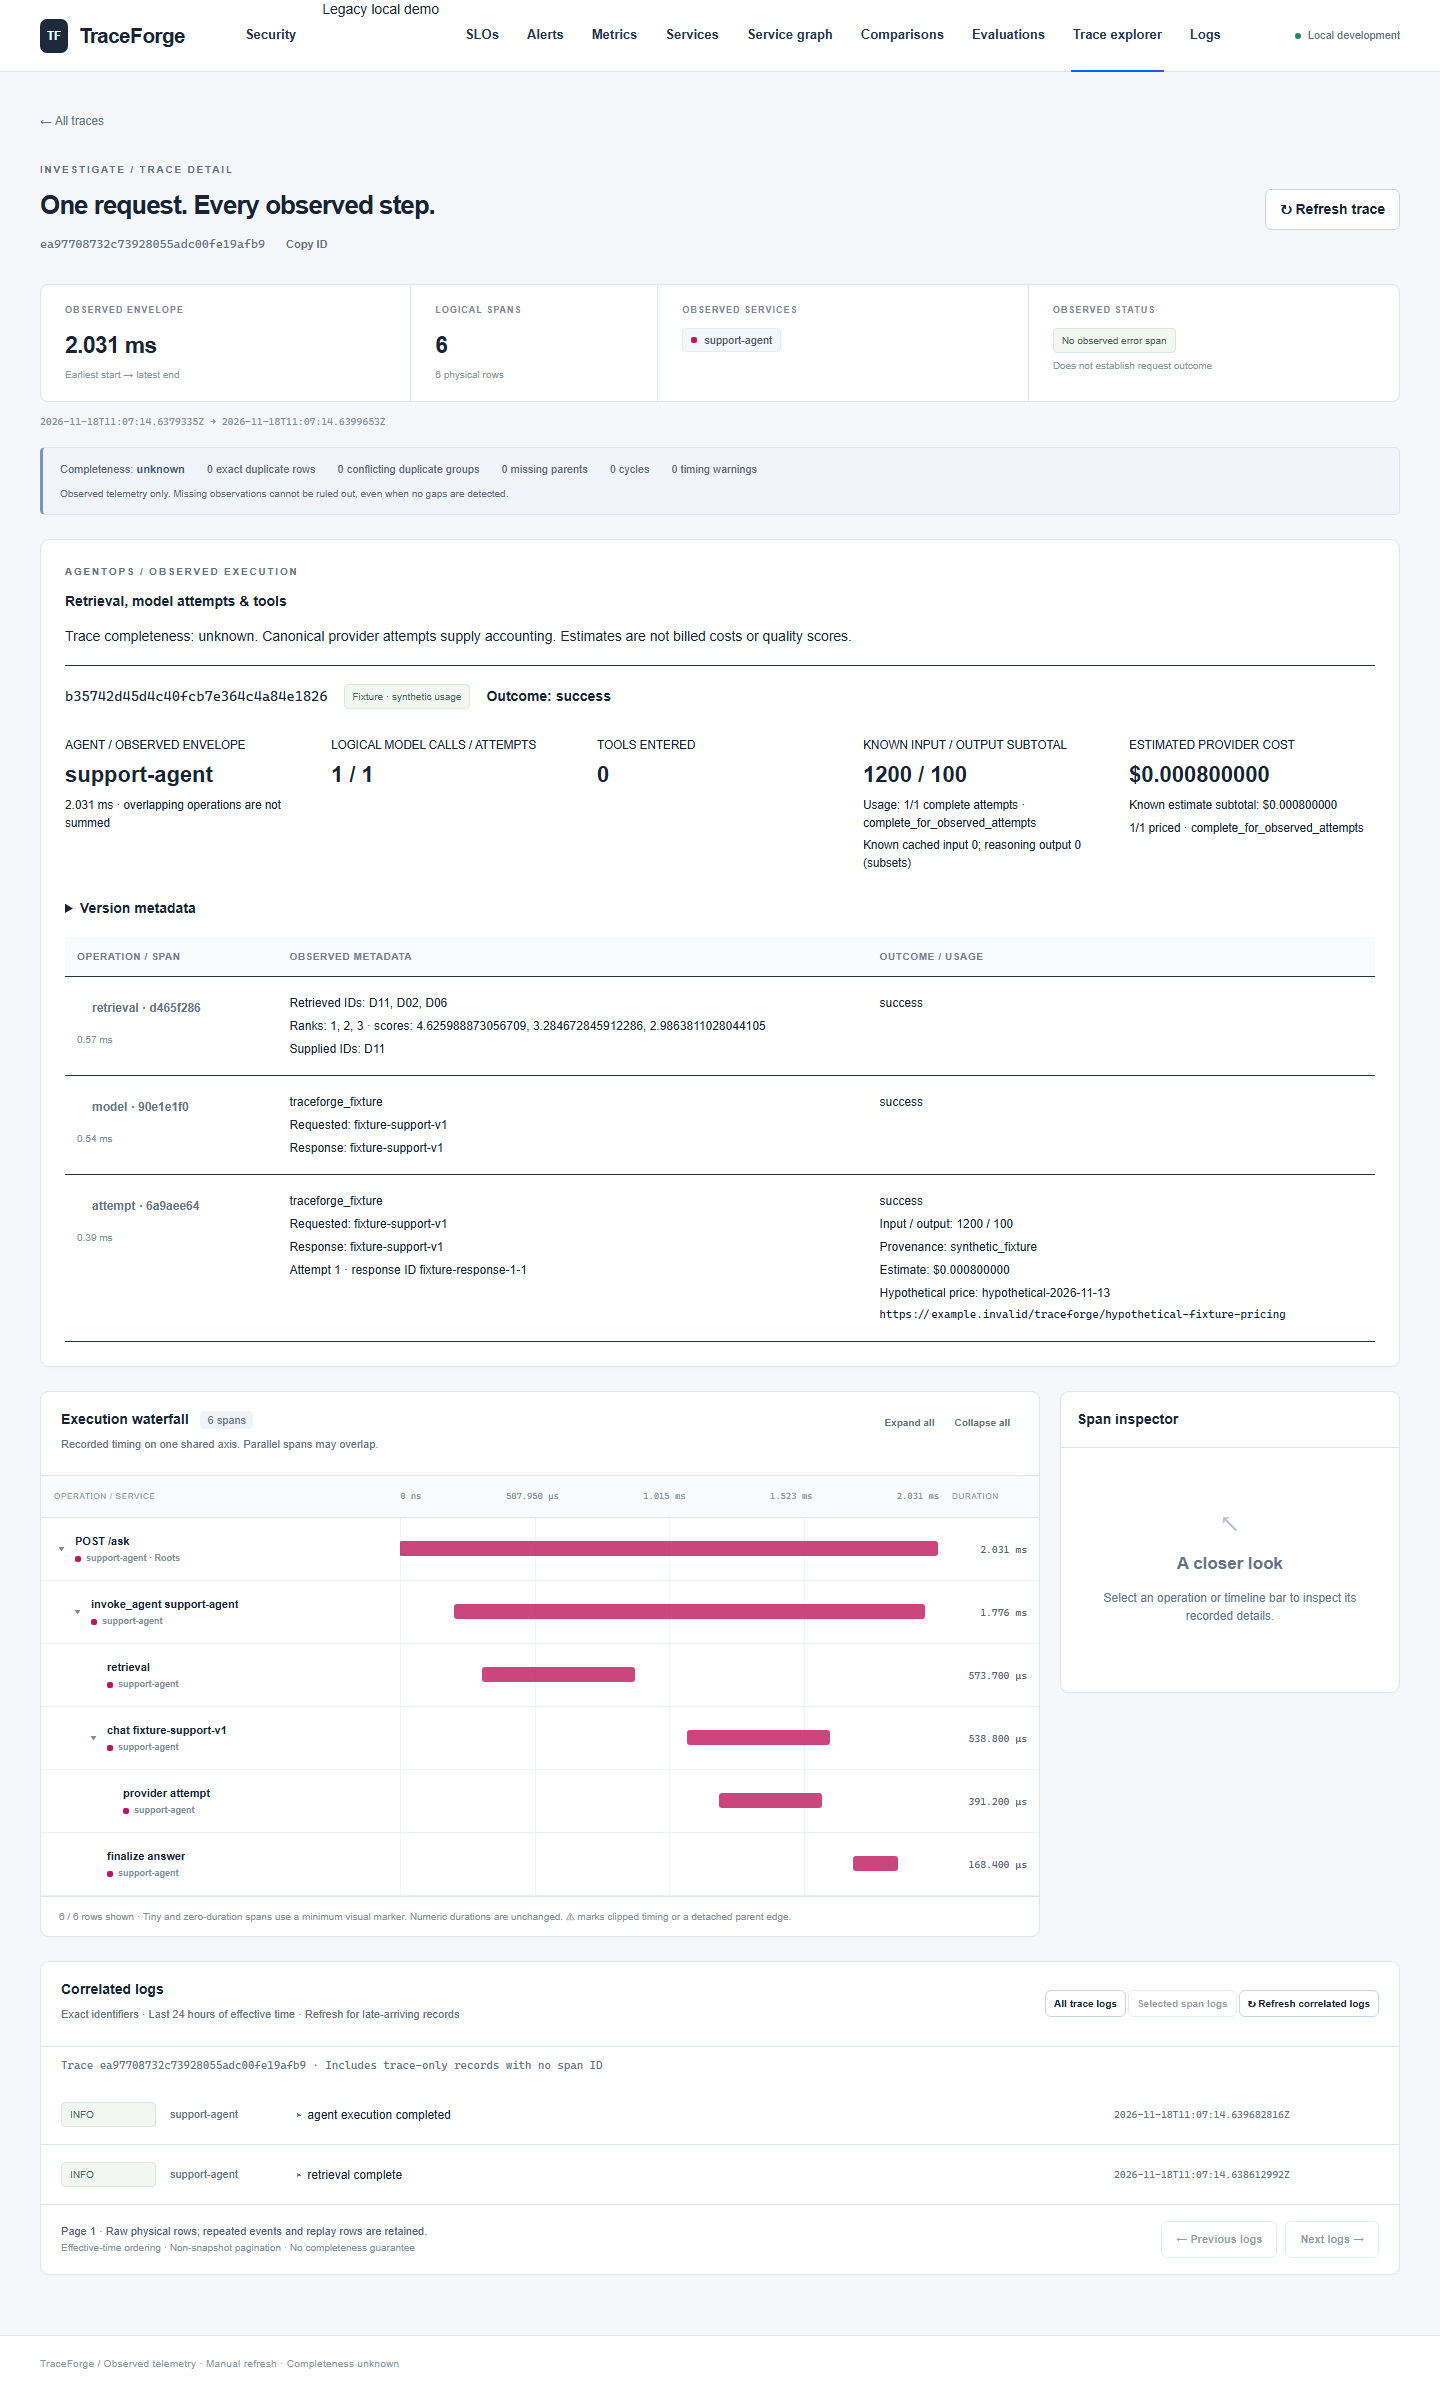 Legacy local demo
TF TraceForge Security SLOs Alerts Metrics Services Service graph Comparisons Evaluations Trace explorer Logs Local development
← All traces
INVESTIGATE / TRACE DETAIL
One request. Every observed step.
↻ Refresh trace
ea97708732c73928055adc00fe19afb9 Copy ID
OBSERVED ENVELOPE
2.031 ms
Earliest start → latest end
LOGICAL SPANS
6
6 physical rows
OBSERVED SERVICES
support-agent
OBSERVED STATUS
No observed error span
Does not establish request outcome
2026-11-18T11:07:14.6379335Z → 2026-11-18T11:07:14.6399653Z
Completeness: unknown 0 exact duplicate rows 0 conflicting duplicate groups 0 missing parents 0 cycles 0 timing warnings
Observed telemetry only. Missing observations cannot be ruled out, even when no gaps are detected.
AGENTOPS / OBSERVED EXECUTION
Retrieval, model attempts & tools
Trace completeness: unknown. Canonical provider attempts supply accounting. Estimates are not billed costs or quality scores.
b35742d45d4c40fcb7e364c4a84e1826 Fixture · synthetic usage Outcome: success
AGENT / OBSERVED ENVELOPE
support-agent
2.031 ms · overlapping operations are not
summed
LOGICAL MODEL CALLS / ATTEMPTS
1 / 1
TOOLS ENTERED
0
KNOWN INPUT / OUTPUT SUBTOTAL
1200 / 100
Usage: 1/1 complete attempts ·
complete_for_observed_attempts
Known cached input 0; reasoning output 0
(subsets)
ESTIMATED PROVIDER COST
$0.000800000
Known estimate subtotal: $0.000800000
1/1 priced · complete_for_observed_attempts
▶ Version metadata
OPERATION / SPAN OBSERVED METADATA OUTCOME / USAGE
retrieval · d465f286
0.57 ms
Retrieved IDs: D11, D02, D06
Ranks: 1, 2, 3 · scores: 4.625988873056709, 3.284672845912286, 2.9863811028044105
Supplied IDs: D11
success
model · 90e1e1f0
0.54 ms
traceforge_fixture
Requested: fixture-support-v1
Response: fixture-support-v1
success
attempt · 6a9aee64
0.39 ms
traceforge_fixture
Requested: fixture-support-v1
Response: fixture-support-v1
Attempt 1 · response ID fixture-response-1-1
success
Input / output: 1200 / 100
Provenance: synthetic_fixture
Estimate: $0.000800000
Hypothetical price: hypothetical-2026-11-13
https://example.invalid/traceforge/hypothetical-fixture-pricing
Execution waterfall 6 spans
Recorded timing on one shared axis. Parallel spans may overlap.
Expand all Collapse all
OPERATION / SERVICE 0 ns 507.950 µs 1.015 ms 1.523 ms 2.031 ms DURATION
POST /ask
support-agent · Roots
2.031 ms
invoke_agent support-agent
support-agent
1.776 ms
retrieval
support-agent
573.700 µs
chat fixture-support-v1
support-agent
538.800 µs
provider attempt
support-agent
391.200 µs
finalize answer
support-agent
168.400 µs
6 / 6 rows shown · Tiny and zero-duration spans use a minimum visual marker. Numeric durations are unchanged. ⚠ marks clipped timing or a detached parent edge.
Span inspector
↖
A closer look
Select an operation or timeline bar to inspect its
recorded details.
Correlated logs
Exact identifiers · Last 24 hours of effective time · Refresh for late-arriving records
All trace logs Selected span logs ↻ Refresh correlated logs
Trace ea97708732c73928055adc00fe19afb9 · Includes trace-only records with no span ID
INFO support-agent ▸ agent execution completed 2026-11-18T11:07:14.639682816Z
INFO support-agent ▸ retrieval complete 2026-11-18T11:07:14.638612992Z
Page 1 · Raw physical rows; repeated events and replay rows are retained.
Effective-time ordering · Non-snapshot pagination · No completeness guarantee
← Previous logs Next logs →
TraceForge / Observed telemetry · Manual refresh · Completeness unknown